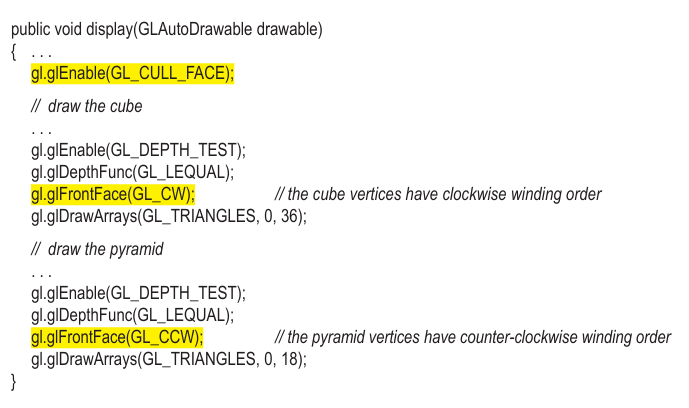 public void display(GLAutoDrawable drawable)
{ . . .
gl.glEnable(GL_CULL_FACE);
// draw the cube
. . .
gl.glEnable(GL_DEPTH_TEST);
gl.glDepthFunc(GL_LEQUAL);
gl.glFrontFace(GL_CW); // the cube vertices have clockwise winding order
gl.glDrawArrays(GL_TRIANGLES, 0, 36);
// draw the pyramid
. . .
gl.glEnable(GL_DEPTH_TEST);
gl.glDepthFunc(GL_LEQUAL);
gl.glFrontFace(GL_CCW); // the pyramid vertices have counter-clockwise winding order
gl.glDrawArrays(GL_TRIANGLES, 0, 18);
}